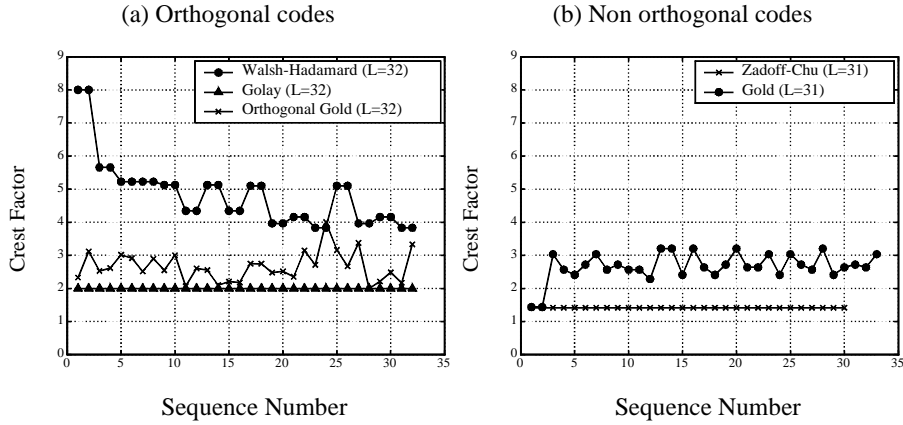 (a) Orthogonal codes
9
8
7
6
5
4
3
2
1
0
Crest Factor
Walsh-Hadamard (L=32)
Golay (L=32)
Orthogonal Gold (L=32)
0 5 10 15 20 25 30 35
Sequence Number
(b) Non orthogonal codes
9
8
7
6
5
4
3
2
1
0
Crest Factor
Zadoff-Chu (L=31)
Gold (L=31)
0 5 10 15 20 25 30 35
Sequence Number